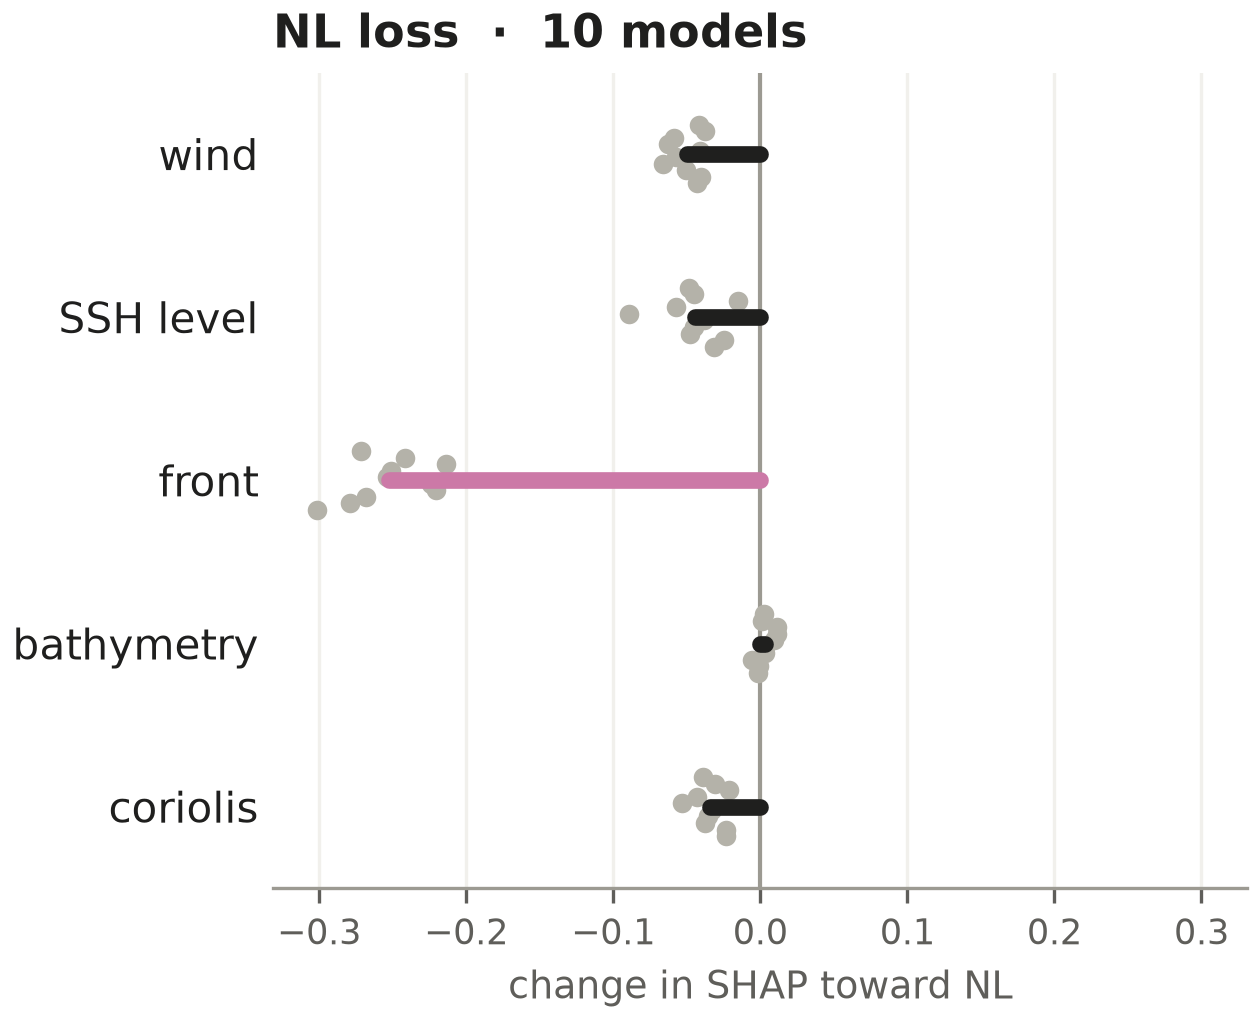 NL loss · 10 models
wind
SSH level
front
bathymetry
coriolis
−0.3 −0.2 −0.1 0.0 0.1 0.2 0.3
change in SHAP toward NL